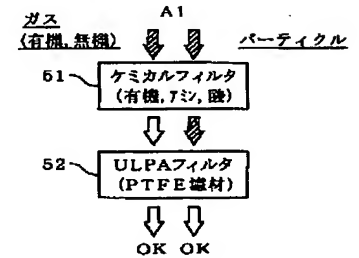 A1
ガス
(有機,無機)
パーティクル
51
ケミカルフィルタ
(有機,アミン,酸)
52
ULPAフィルタ
(PTFE濾材)
OK OK